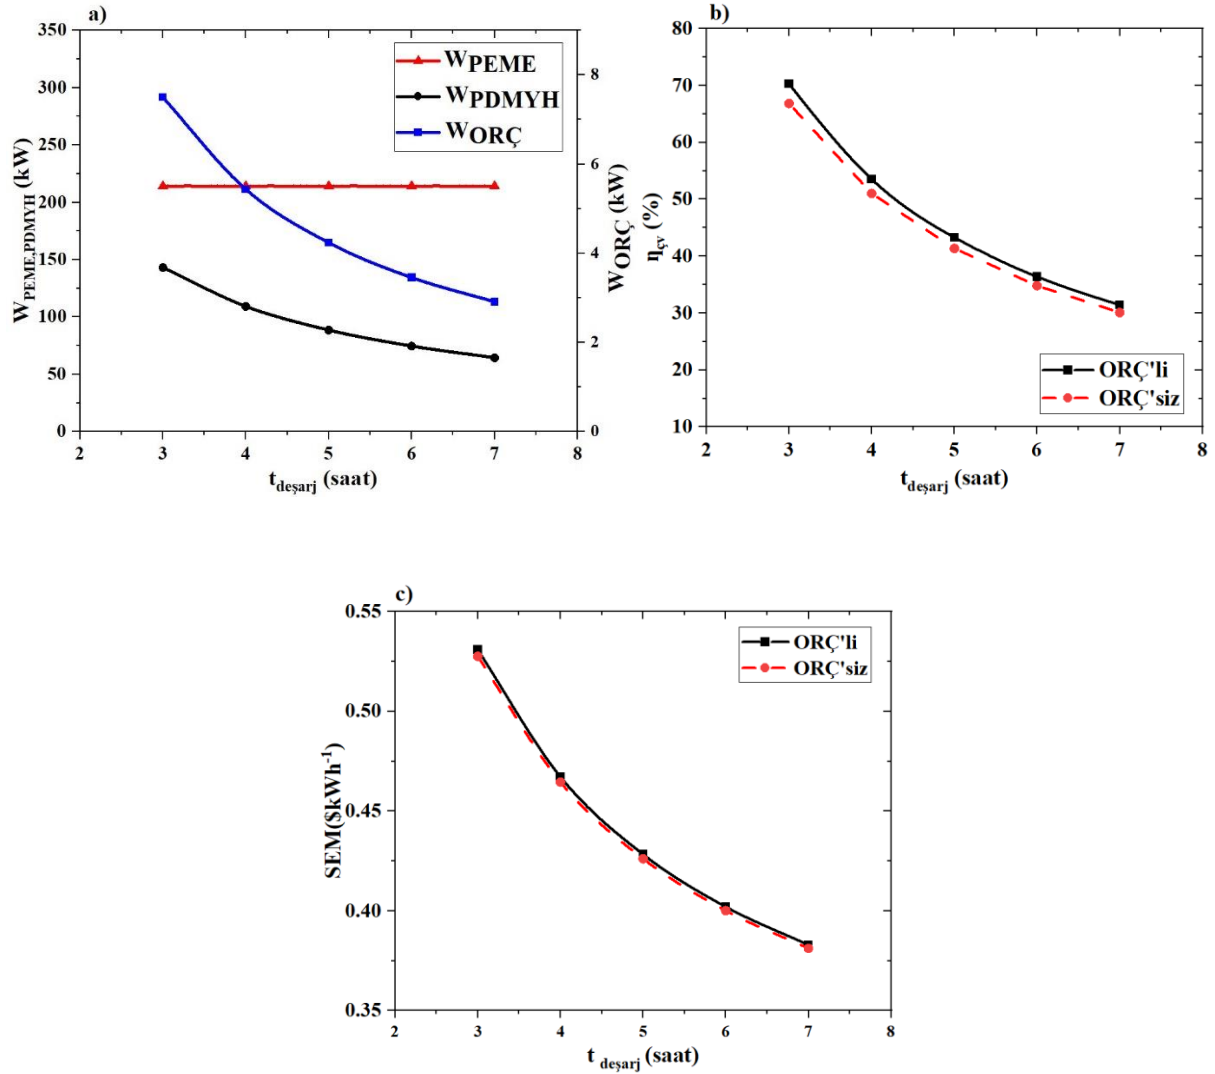 a)
350
300
250
200
150
100
50
0
W_PEME,PDMYH (kW)
2 3 4 5 6 7 8
t_deşarj (saat)
8
6
4
2
0
W_ORÇ (kW)
W_PEME
W_PDMYH
W_ORÇ
b)
80
70
60
50
40
30
20
10
η_çv (%)
2 3 4 5 6 7 8
t_deşarj (saat)
ORÇ'li
ORÇ'siz
c)
0.55
0.50
0.45
0.40
0.35
SEM($kWh⁻¹)
2 3 4 5 6 7 8
t_deşarj (saat)
ORÇ'li
ORÇ'siz